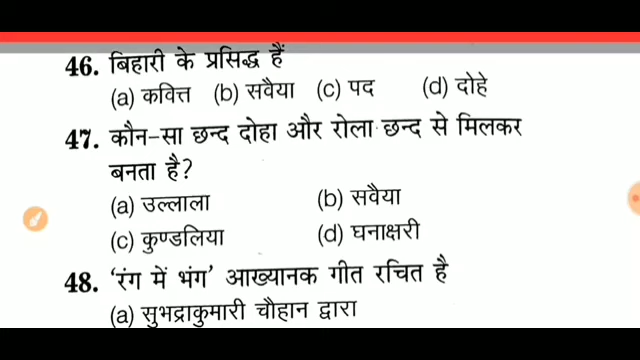 46. बिहारी के प्रसिद्ध हैं
(a) कवित्त (b) सवैया (c) पद (d) दोहे
47. कौन-सा छन्द दोहा और रोला छन्द से मिलकर
बनता है?
(a) उल्लाला (b) सवैया
(c) कुण्डलिया (d) घनाक्षरी
48. 'रंग में भंग' आख्यानक गीत रचित है
(a) सुभद्राकुमारी चौहान द्वारा